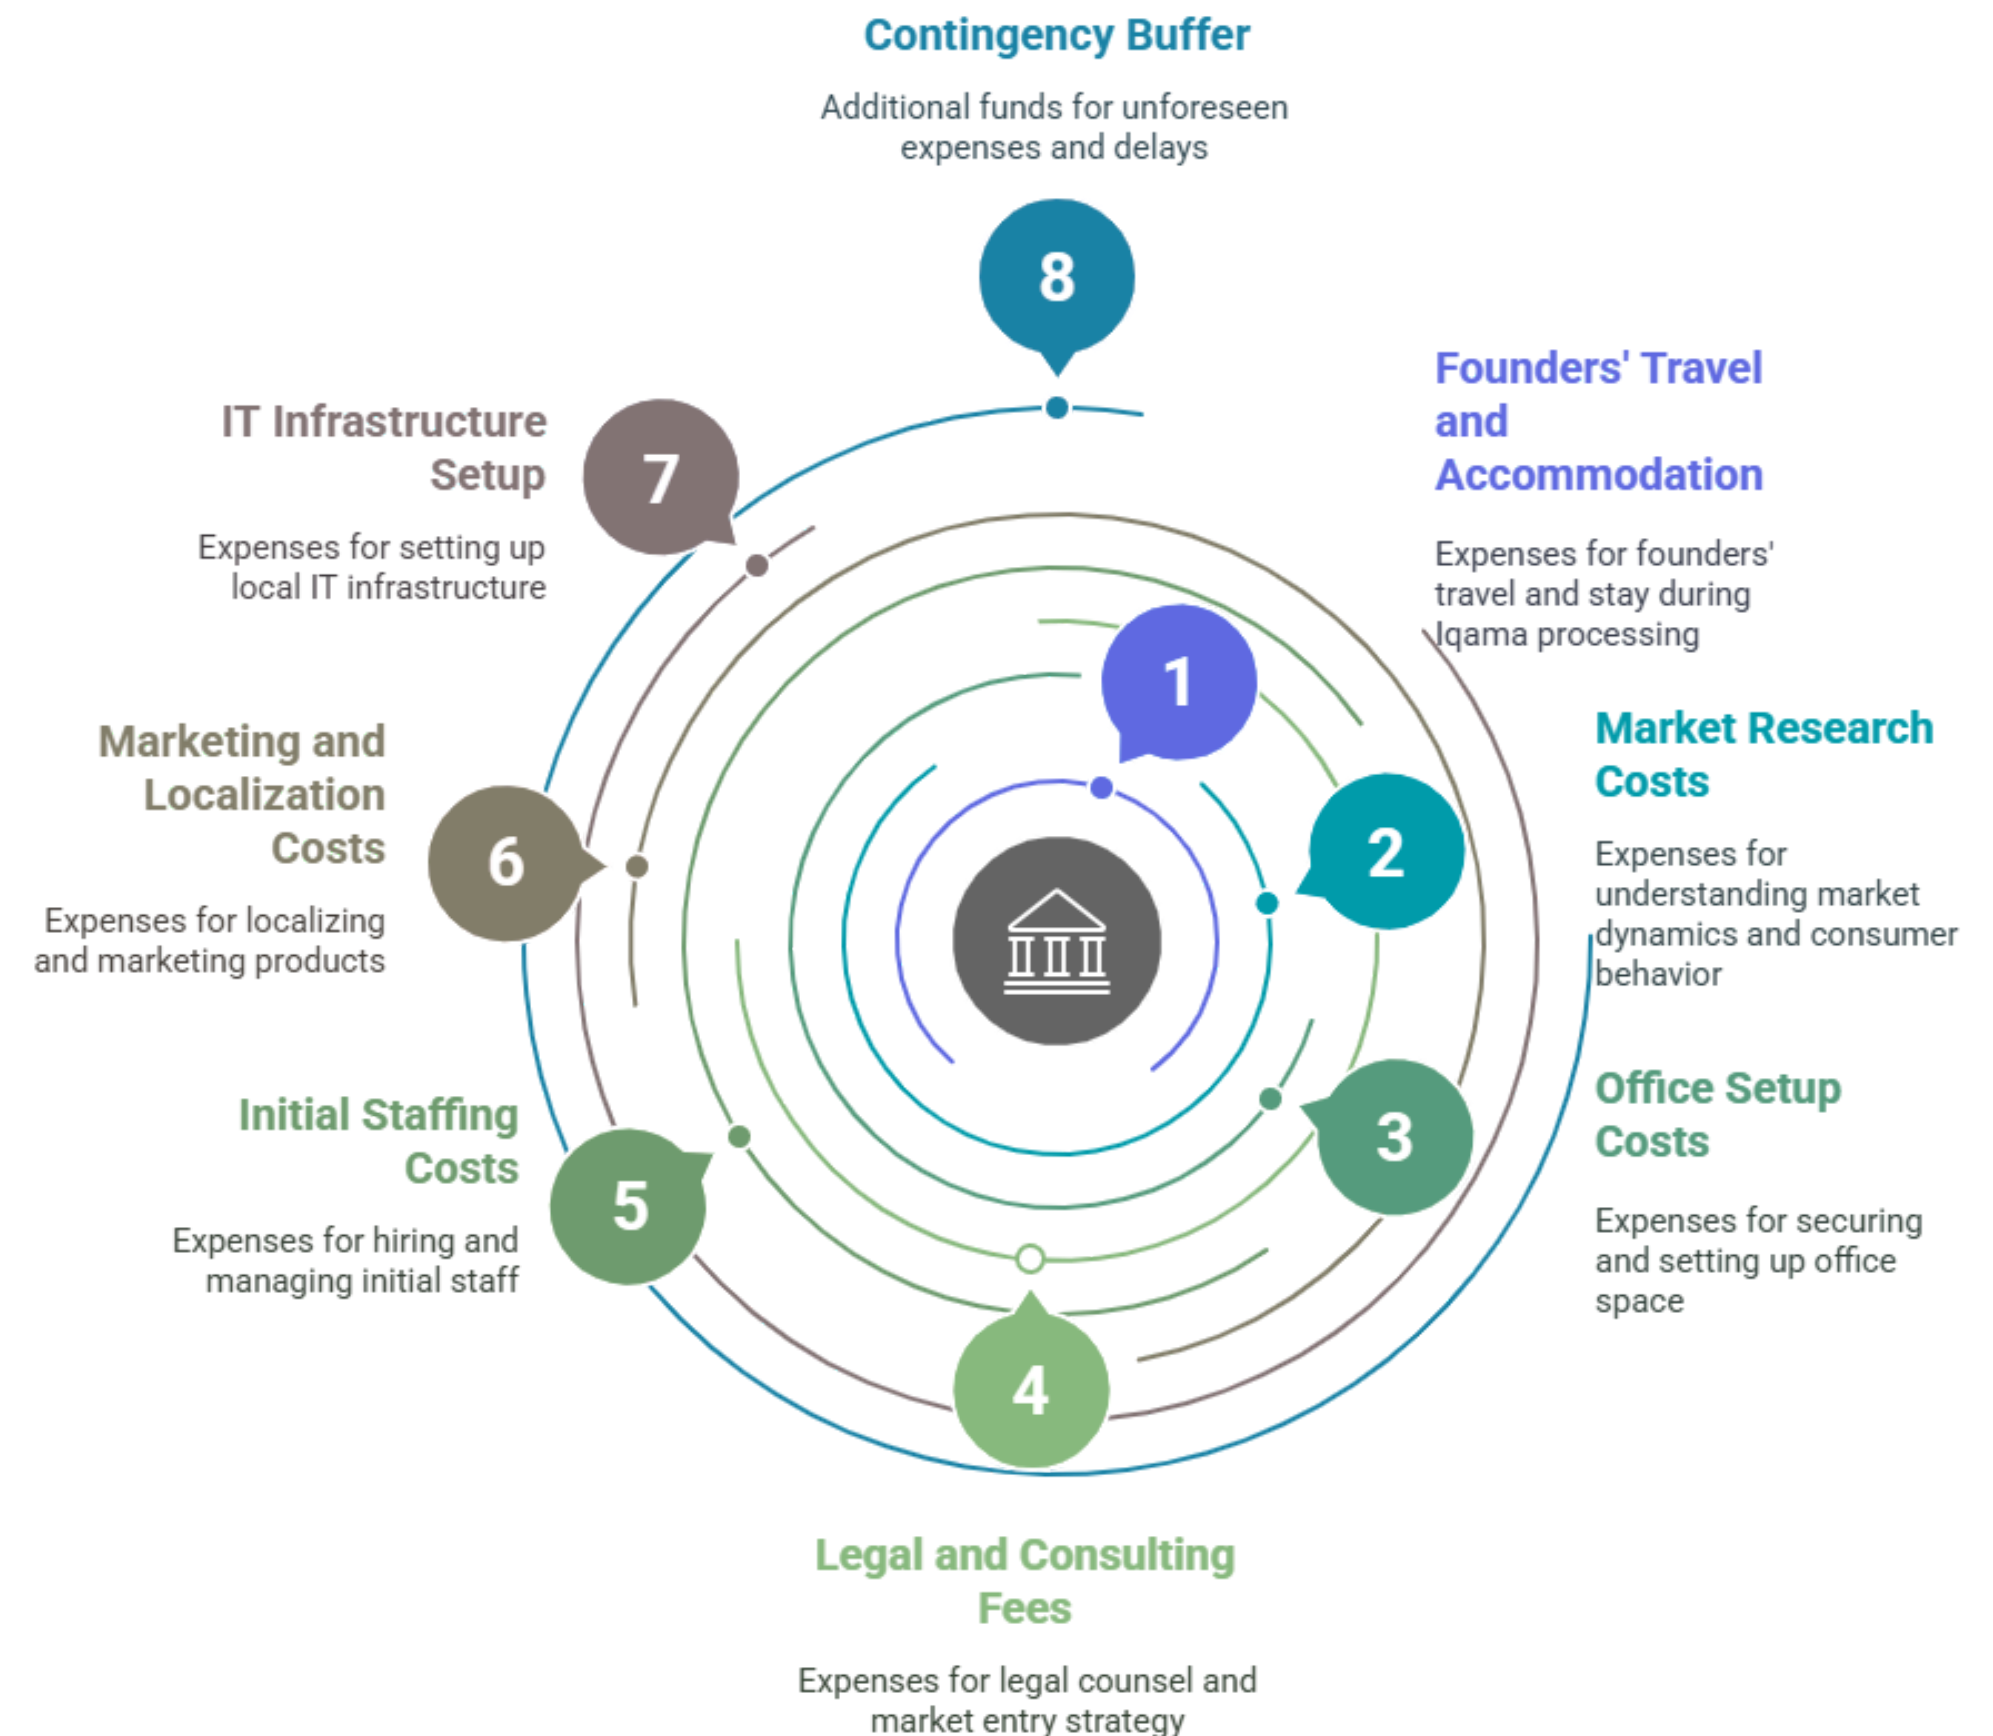 Contingency Buffer
Additional funds for unforeseen
expenses and delays
8
Founders' Travel
and
Accommodation
Expenses for founders'
travel and stay during
Iqama processing
1
Market Research
Costs
Expenses for
understanding market
dynamics and consumer
behavior
2
Office Setup
Costs
Expenses for securing
and setting up office
space
3
Legal and Consulting
Fees
Expenses for legal counsel and
market entry strategy
4
Initial Staffing
Costs
Expenses for hiring and
managing initial staff
5
Marketing and
Localization
Costs
Expenses for localizing
and marketing products
6
IT Infrastructure
Setup
Expenses for setting up
local IT infrastructure
7